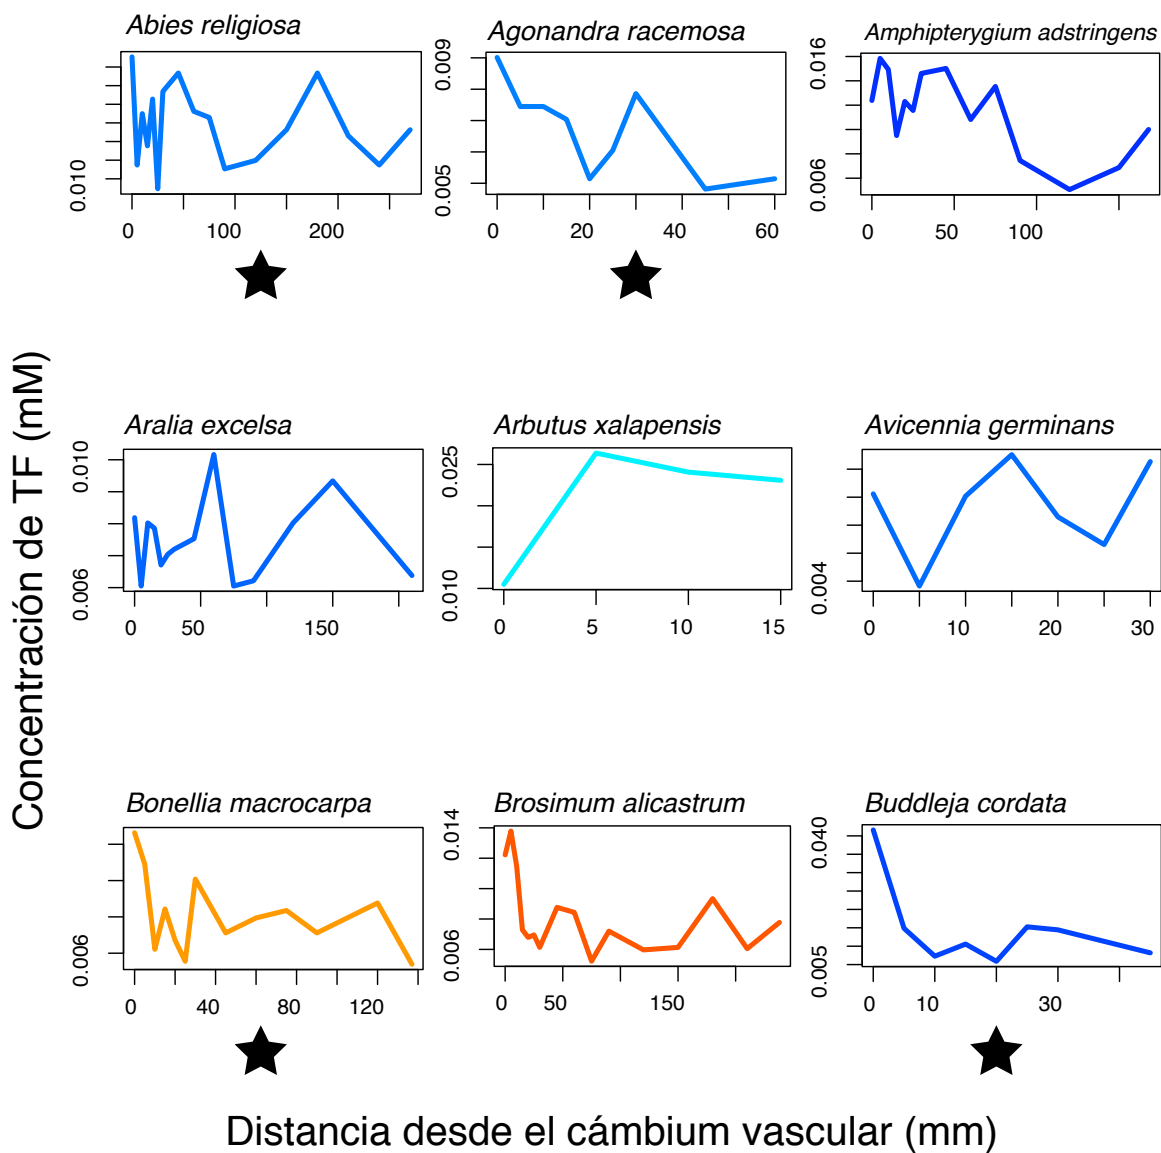 Abies religiosa
Agonandra racemosa
Amphipterygium adstringens
0.010
0 100 200
0.009
0.005
0 20 40 60
0.016
0.006
0 50 100
Concentración de TF (mM)
Aralia excelsa
Arbutus xalapensis
Avicennia germinans
0.010
0.006
0 50 150
0.025
0.010
0 5 10 15
0.004
0 10 20 30
Bonellia macrocarpa
Brosimum alicastrum
Buddleja cordata
0.006
0 40 80 120
0.014
0.006
0 50 150
0.040
0.005
0 10 30
Distancia desde el cámbium vascular (mm)